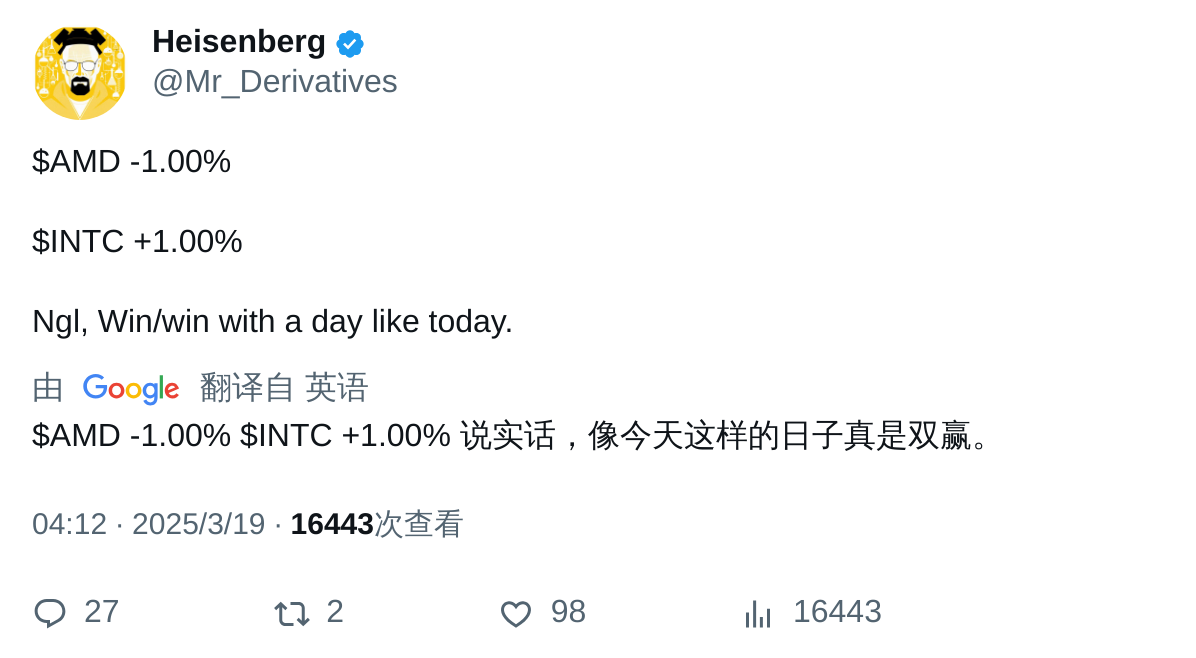 Heisenberg
@Mr_Derivatives
$AMD -1.00%
$INTC +1.00%
Ngl, Win/win with a day like today.
由 Google 翻译自 英语
$AMD -1.00% $INTC +1.00% 说实话，像今天这样的日子真是双赢。
04:12 · 2025/3/19 · 16443次查看
27 2 98 16443